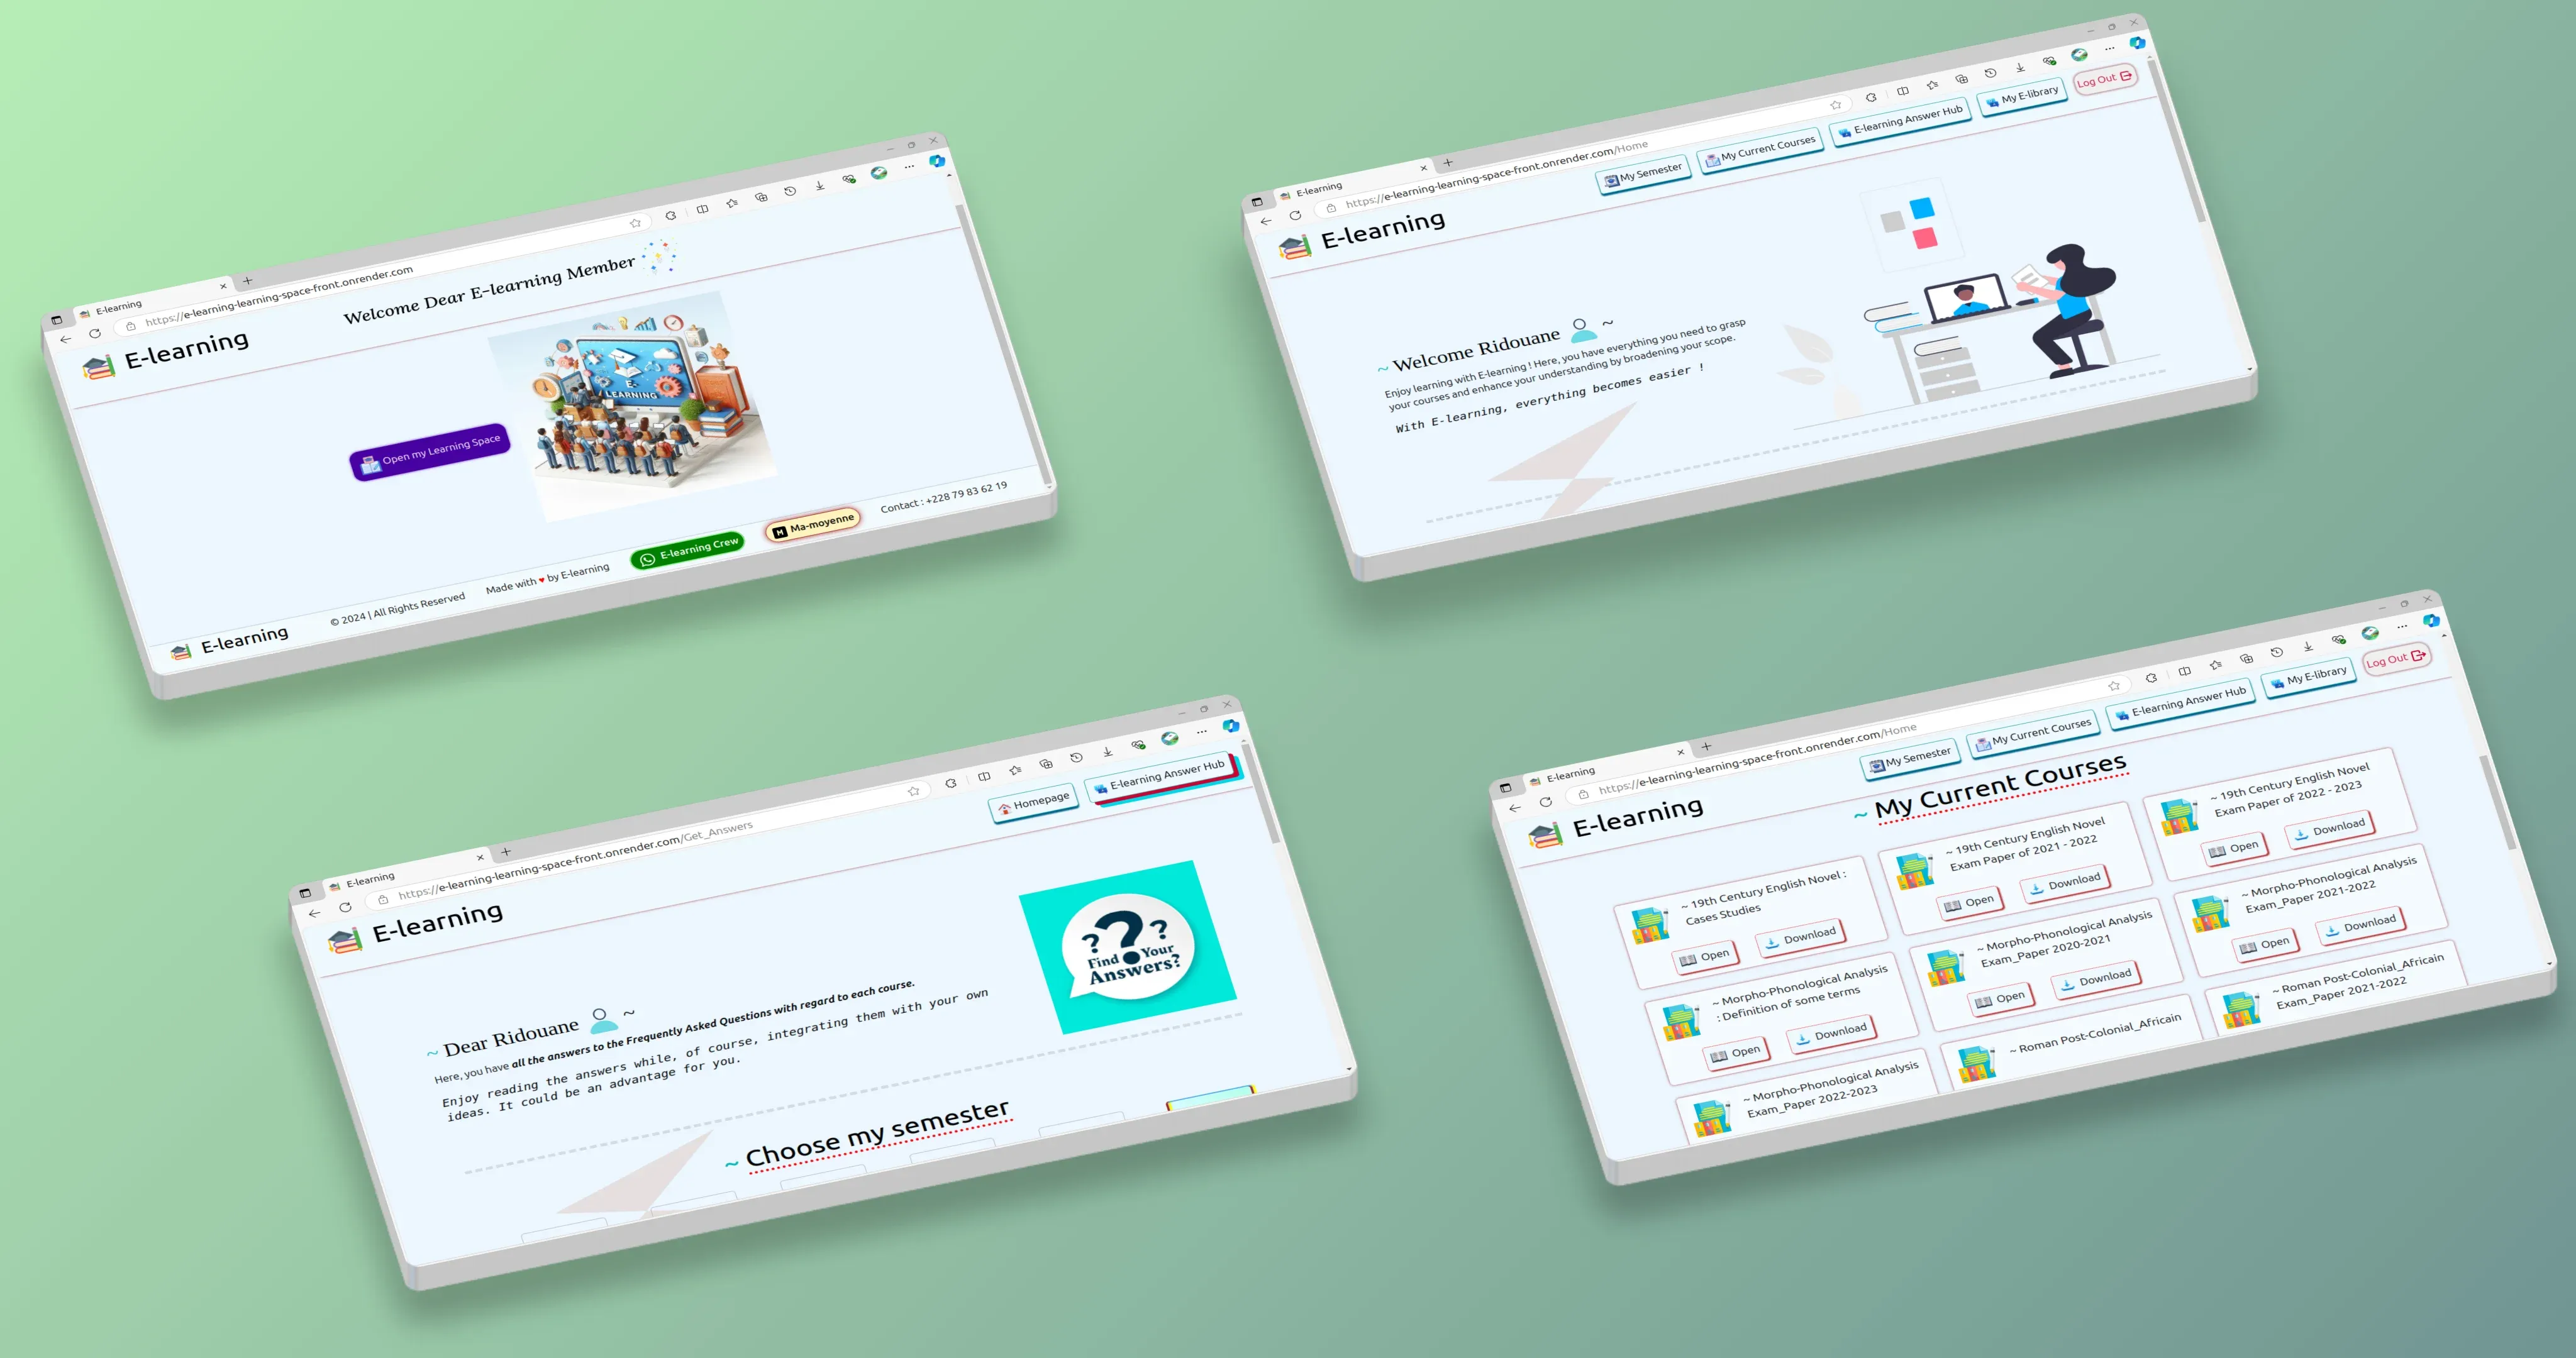 E-learning
https://e-learning-learning-space-front.onrender.com
E-learning
Welcome Dear E-learning Member
Open my Learning Space
E-
LEARNING
E-learning
© 2024 | All Rights Reserved
Made with ♥ by E-learning
E-learning Crew
M Ma-moyenne
Contact : +228 79 83 62 19
E-learning
https://e-learning-learning-space-front.onrender.com/Home
E-learning
My Semester
My Current Courses
E-learning Answer Hub
My E-library
Log Out
~ Welcome Ridouane ~
Enjoy learning with E-learning ! Here, you have everything you need to grasp
your courses and enhance your understanding by broadening your scope.
With E-learning, everything becomes easier !
E-learning
https://e-learning-learning-space-front.onrender.com/Get_Answers
E-learning
Homepage
E-learning Answer Hub
~ Dear Ridouane ~
Here, you have all the answers to the Frequently Asked Questions with regard to each course.
Enjoy reading the answers while, of course, integrating them with your own
ideas. It could be an advantage for you.
? ? ?
Find Your
Answers?
~ Choose my semester
E-learning
https://e-learning-learning-space-front.onrender.com/Home
E-learning
My Semester
My Current Courses
E-learning Answer Hub
My E-library
Log Out
~ My Current Courses
~ 19th Century English Novel :
Cases Studies
Open
Download
~ 19th Century English Novel
Exam Paper of 2021 - 2022
Open
Download
~ 19th Century English Novel
Exam Paper of 2022 - 2023
Open
Download
~ Morpho-Phonological Analysis
: Definition of some terms
Open
Download
~ Morpho-Phonological Analysis
Exam_Paper 2020-2021
Open
Download
~ Morpho-Phonological Analysis
Exam_Paper 2021-2022
Open
Download
~ Morpho-Phonological Analysis
Exam_Paper 2022-2023
~ Roman Post-Colonial_Africain
~ Roman Post-Colonial_Africain
Exam_Paper 2021-2022